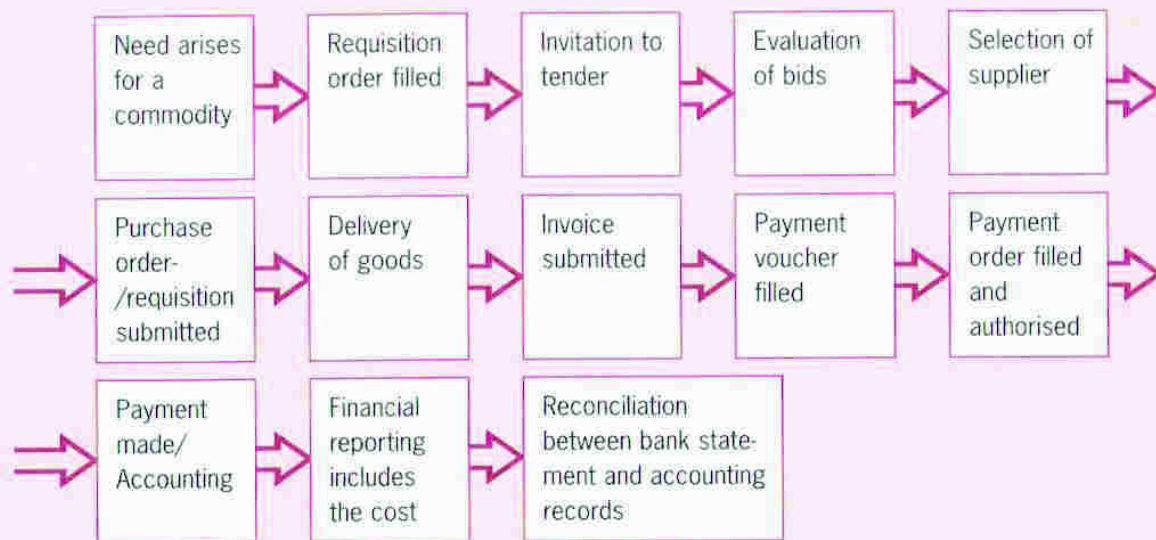 Need arises
for a
commodity
Requisition
order filled
Invitation to
tender
Evaluation
of bids
Selection of
supplier
Purchase
order-
/requisition
submitted
Delivery
of goods
Invoice
submitted
Payment
voucher
filled
Payment
order filled
and
authorised
Payment
made/
Accounting
Financial
reporting
includes
the cost
Reconciliation
between bank state-
ment and accounting
records